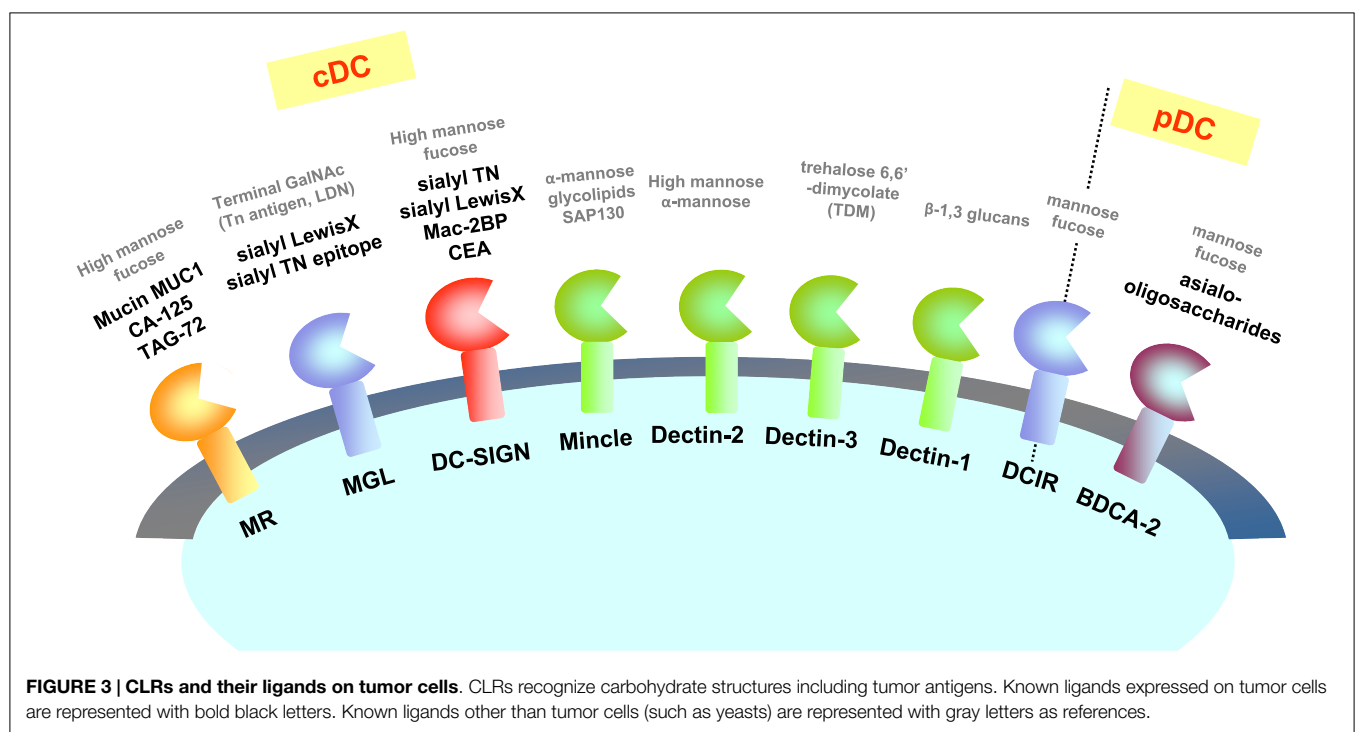 cDC
pDC
High mannose
fucose
Mucin MUC1
CA-125
TAG-72
Terminal GalNAc
(Tn antigen, LDN)
sialyl LewisX
sialyl TN epitope
High mannose
fucose
sialyl TN
sialyl LewisX
Mac-2BP
CEA
α-mannose
glycolipids
SAP130
High mannose
α-mannose
trehalose 6,6’
-dimycolate
(TDM)
β-1,3 glucans
mannose
fucose
mannose
fucose
asialo-
oligosaccharides
MR
MGL
DC-SIGN
Mincle
Dectin-2
Dectin-3
Dectin-1
DCIR
BDCA-2
FIGURE 3 | CLRs and their ligands on tumor cells. CLRs recognize carbohydrate structures including tumor antigens. Known ligands expressed on tumor cells
are represented with bold black letters. Known ligands other than tumor cells (such as yeasts) are represented with gray letters as references.